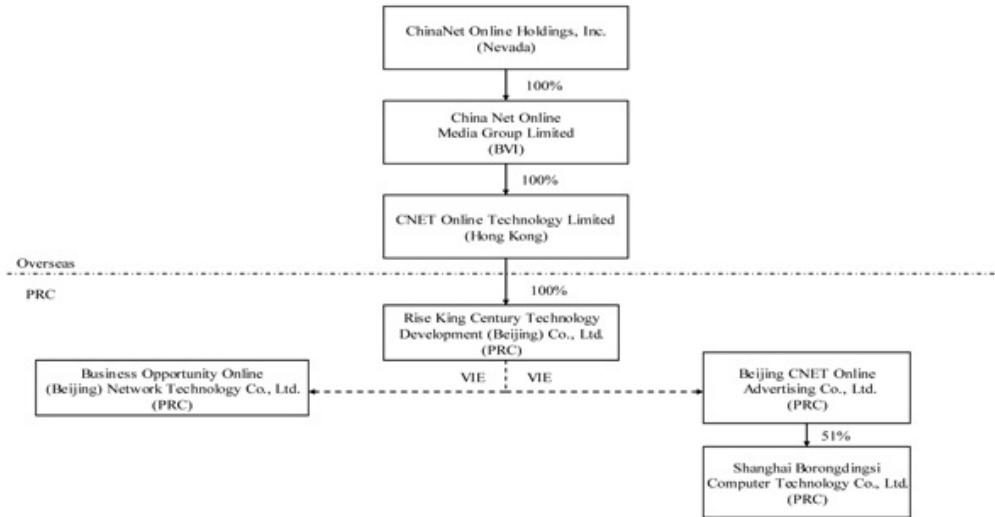 ChinaNet Online Holdings, Inc.
(Nevada)
100%
China Net Online
Media Group Limited
(BVI)
100%
CNET Online Technology Limited
(Hong Kong)
Overseas
PRC
100%
Rise King Century Technology
Development (Beijing) Co., Ltd.
(PRC)
VIE
VIE
Business Opportunity Online
(Beijing) Network Technology Co., Ltd.
(PRC)
Beijing CNET Online
Advertising Co., Ltd.
(PRC)
51%
Shanghai Borongdingsi
Computer Technology Co., Ltd.
(PRC)